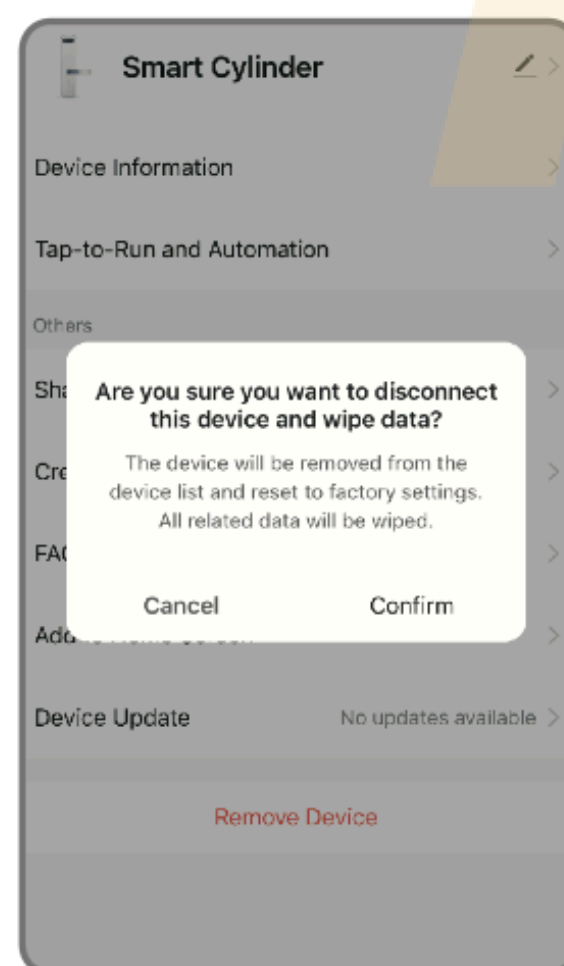 Smart Cylinder
Device Information
Tap-to-Run and Automation
Others
Are you sure you want to disconnect
this device and wipe data?
The device will be removed from the
device list and reset to factory settings.
All related data will be wiped.
Cancel
Confirm
Device Update
No updates available
Remove Device